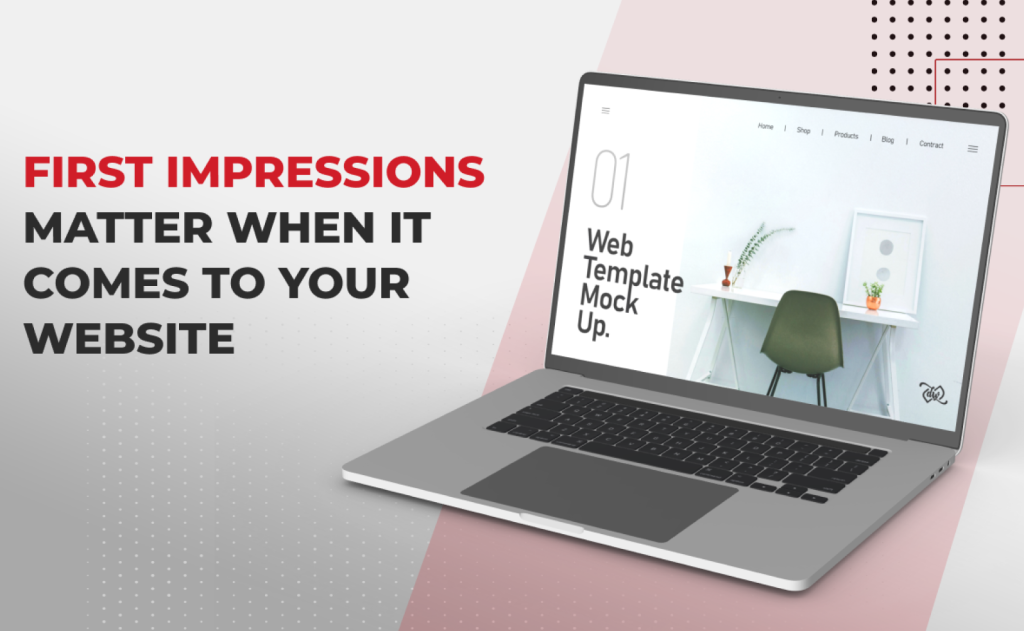 FIRST IMPRESSIONS
MATTER WHEN IT
COMES TO YOUR
WEBSITE
Home | Shop | Products | Blog | Contract
01
Web
Template
Mock
Up.